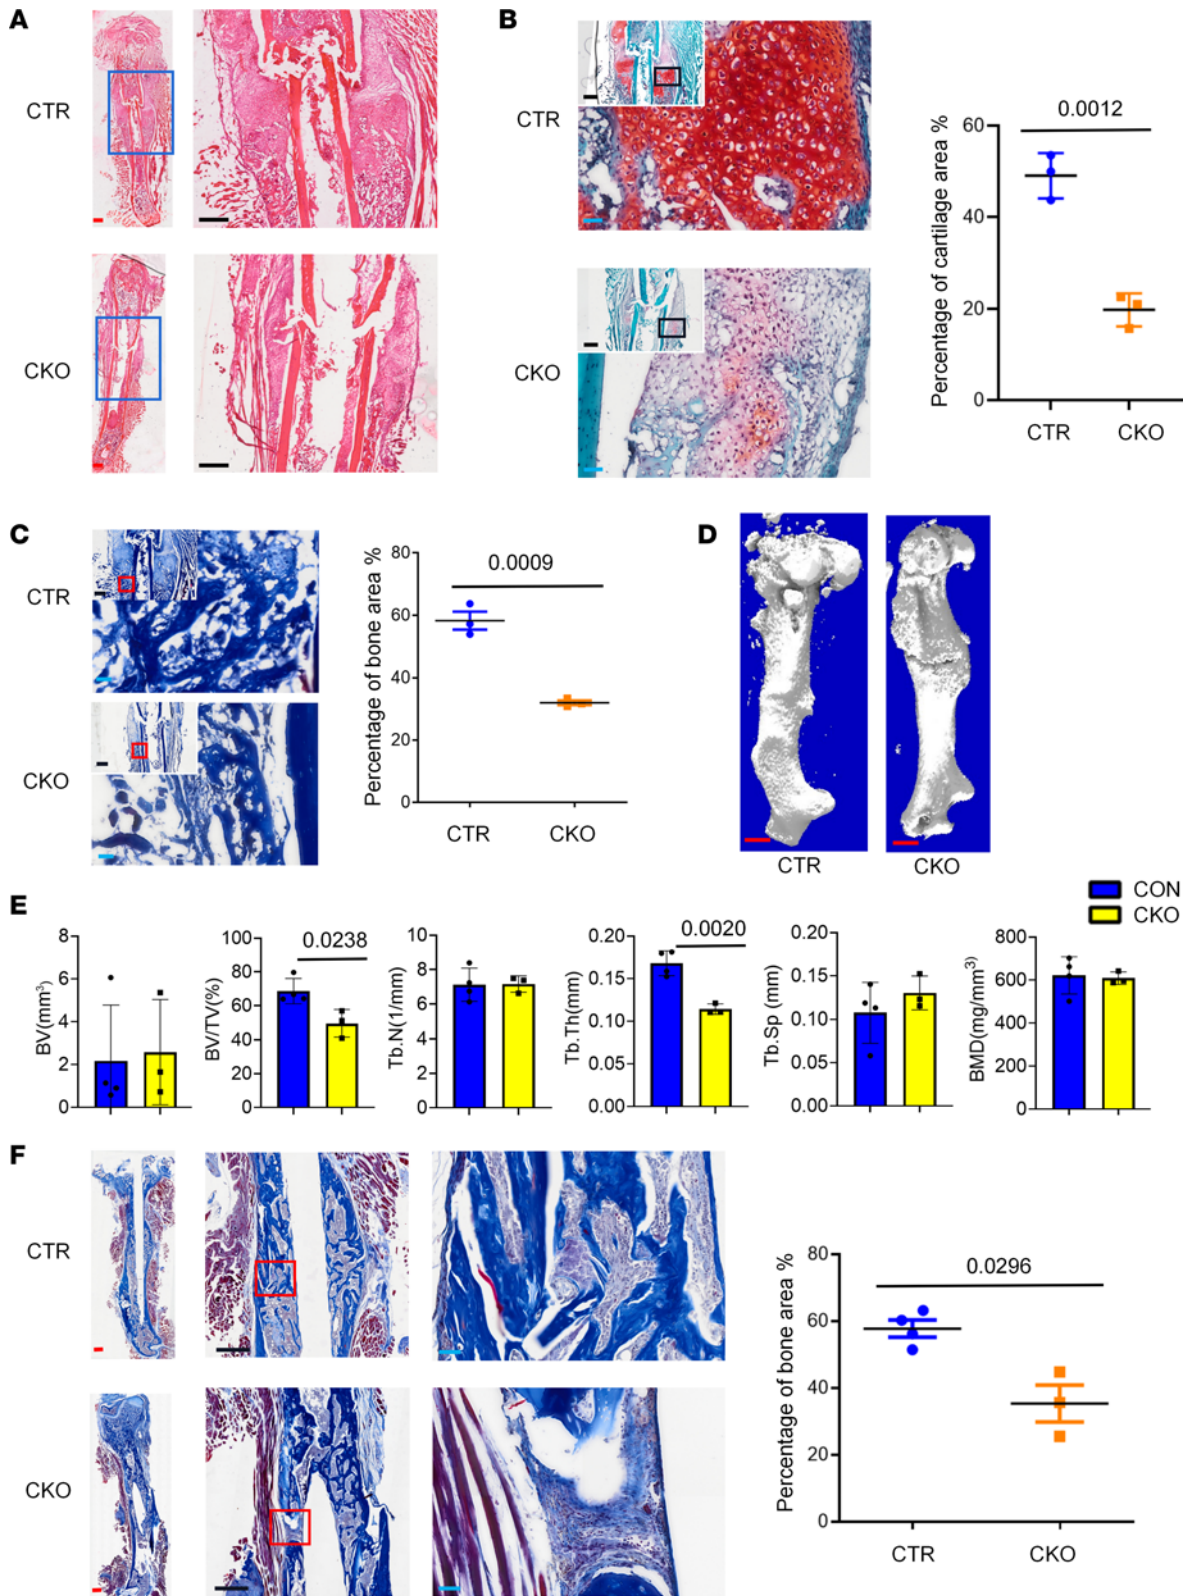 A
CTR
CKO
B
CTR
CKO
Percentage of cartilage area %
60
40
20
0
0.0012
CTR
CKO
C
CTR
CKO
Percentage of bone area %
80
60
40
20
0
0.0009
CTR
CKO
D
CTR
CKO
E
CON
CKO
BV(mm³)
8
6
4
2
0
BV/TV(%)
100
80
60
40
20
0
0.0238
Tb.N(1/mm)
10
8
6
4
2
0
Tb.Th(mm)
0.20
0.15
0.10
0.05
0.00
0.0020
Tb.Sp (mm)
0.20
0.15
0.10
0.05
0.00
BMD(mg/mm³)
800
600
400
200
0
F
CTR
CKO
Percentage of bone area %
80
60
40
20
0
0.0296
CTR
CKO